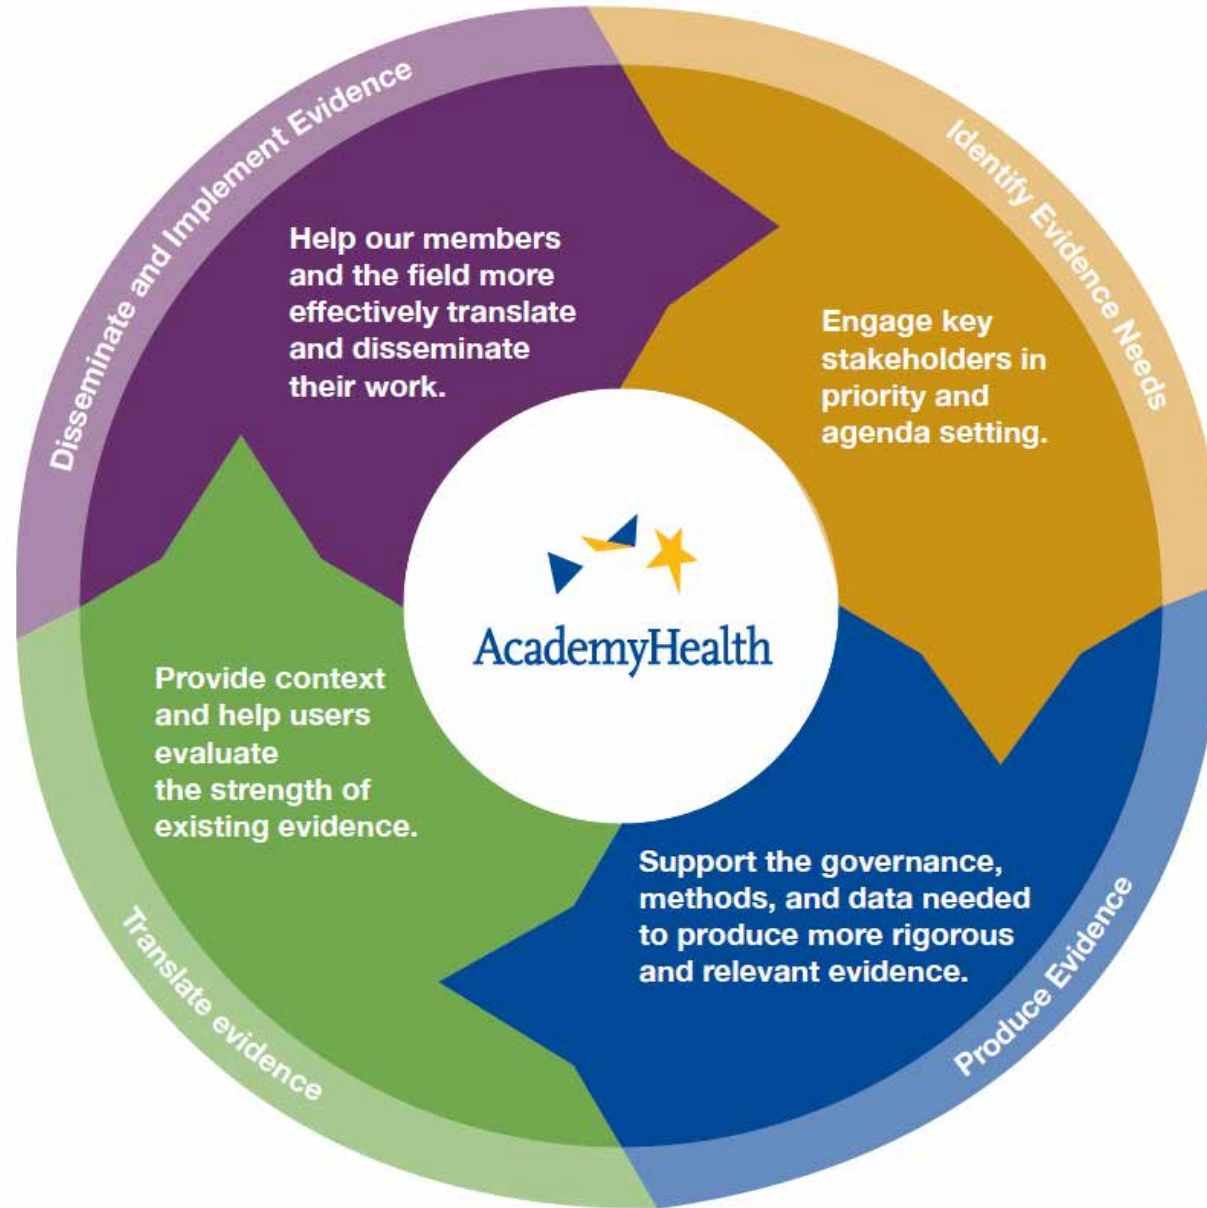 Disseminate and Implement Evidence
Identify Evidence Needs
Help our members
and the field more
effectively translate
and disseminate
their work.
Engage key
stakeholders in
priority and
agenda setting.
AcademyHealth
Provide context
and help users
evaluate
the strength of
existing evidence.
Support the governance,
methods, and data needed
to produce more rigorous
and relevant evidence.
Translate evidence
Produce Evidence